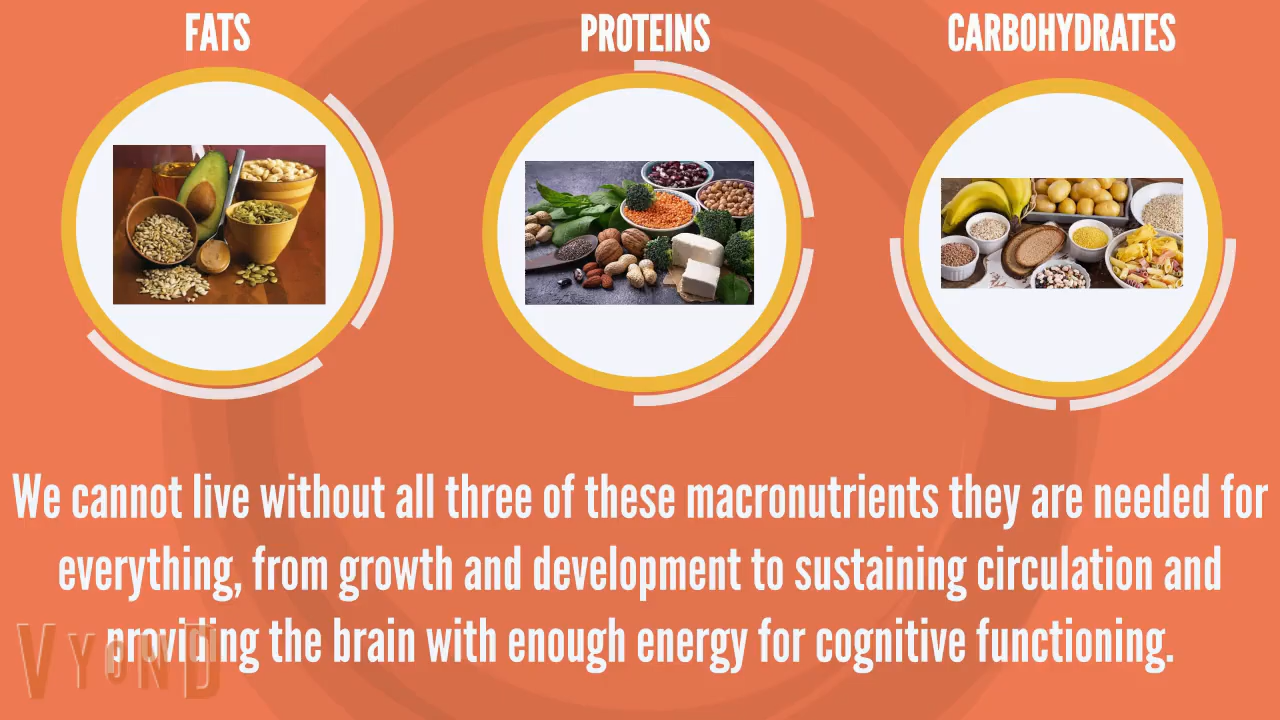 FATS
PROTEINS
CARBOHYDRATES
We cannot live without all three of these macronutrients they are needed for
everything, from growth and development to sustaining circulation and
providing the brain with enough energy for cognitive functioning.
VYOND